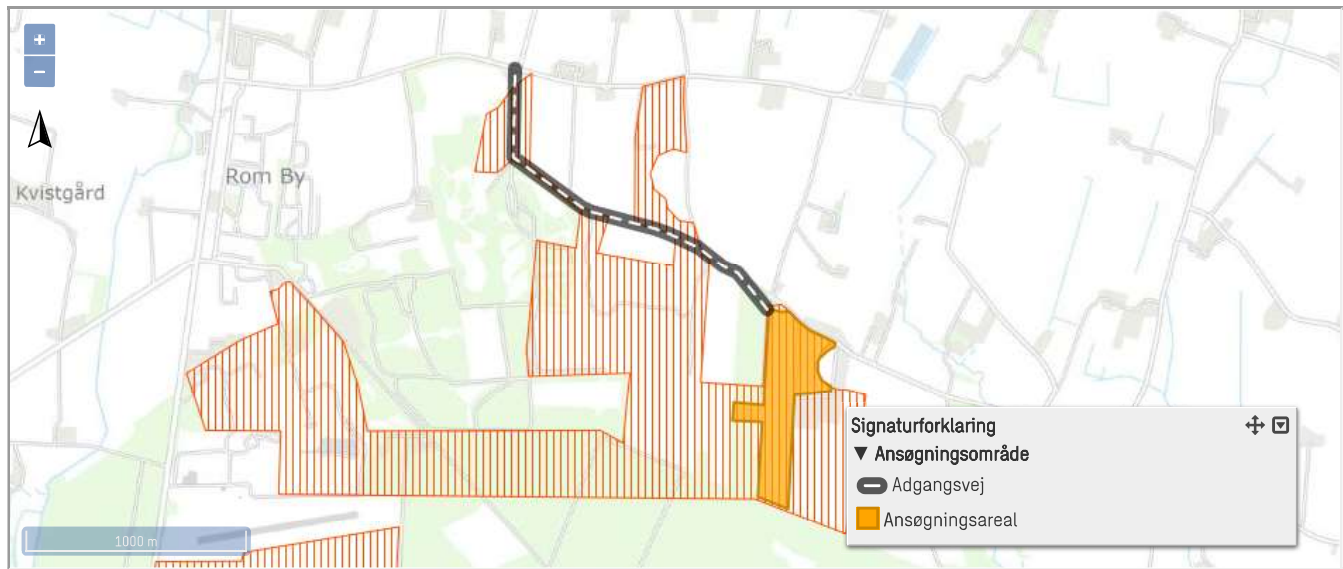 +
−
Rom By
Kvistgård
Signaturforklaring
▼ Ansøgningsområde
Adgangsvej
Ansøgningsareal
1000 m